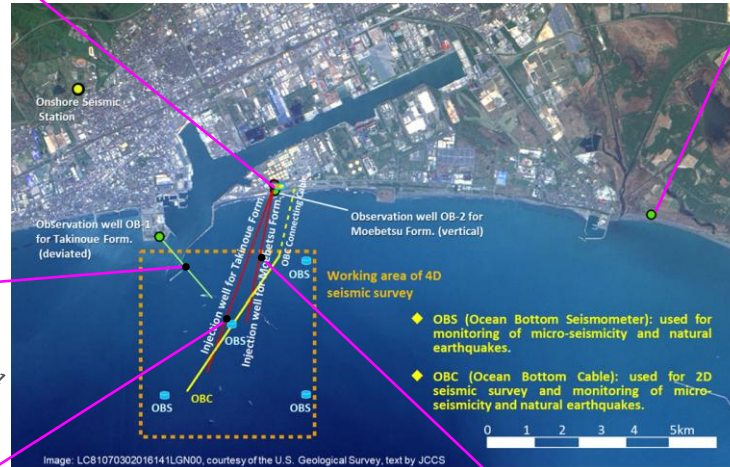 Onshore Seismic
Station
Observation well OB-1
for Takinoue Form.
(deviated)
Injection well for Takinoue Form.
Injection well for Moebetsu Form.
OBC Connecting Cable
Observation well OB-2 for
Moebetsu Form. (vertical)
OBS
Working area of 4D
seismic survey
OBS
OBS
OBC
OBS
◆ OBS (Ocean Bottom Seismometer): used for
monitoring of micro-seismicity and natural
earthquakes.
◆ OBC (Ocean Bottom Cable): used for 2D
seismic survey and monitoring of micro-
seismicity and natural earthquakes.
0 1 2 3 4 5km
Image: LC81070302016141LGN00, courtesy of the U.S. Geological Survey, text by JCCS